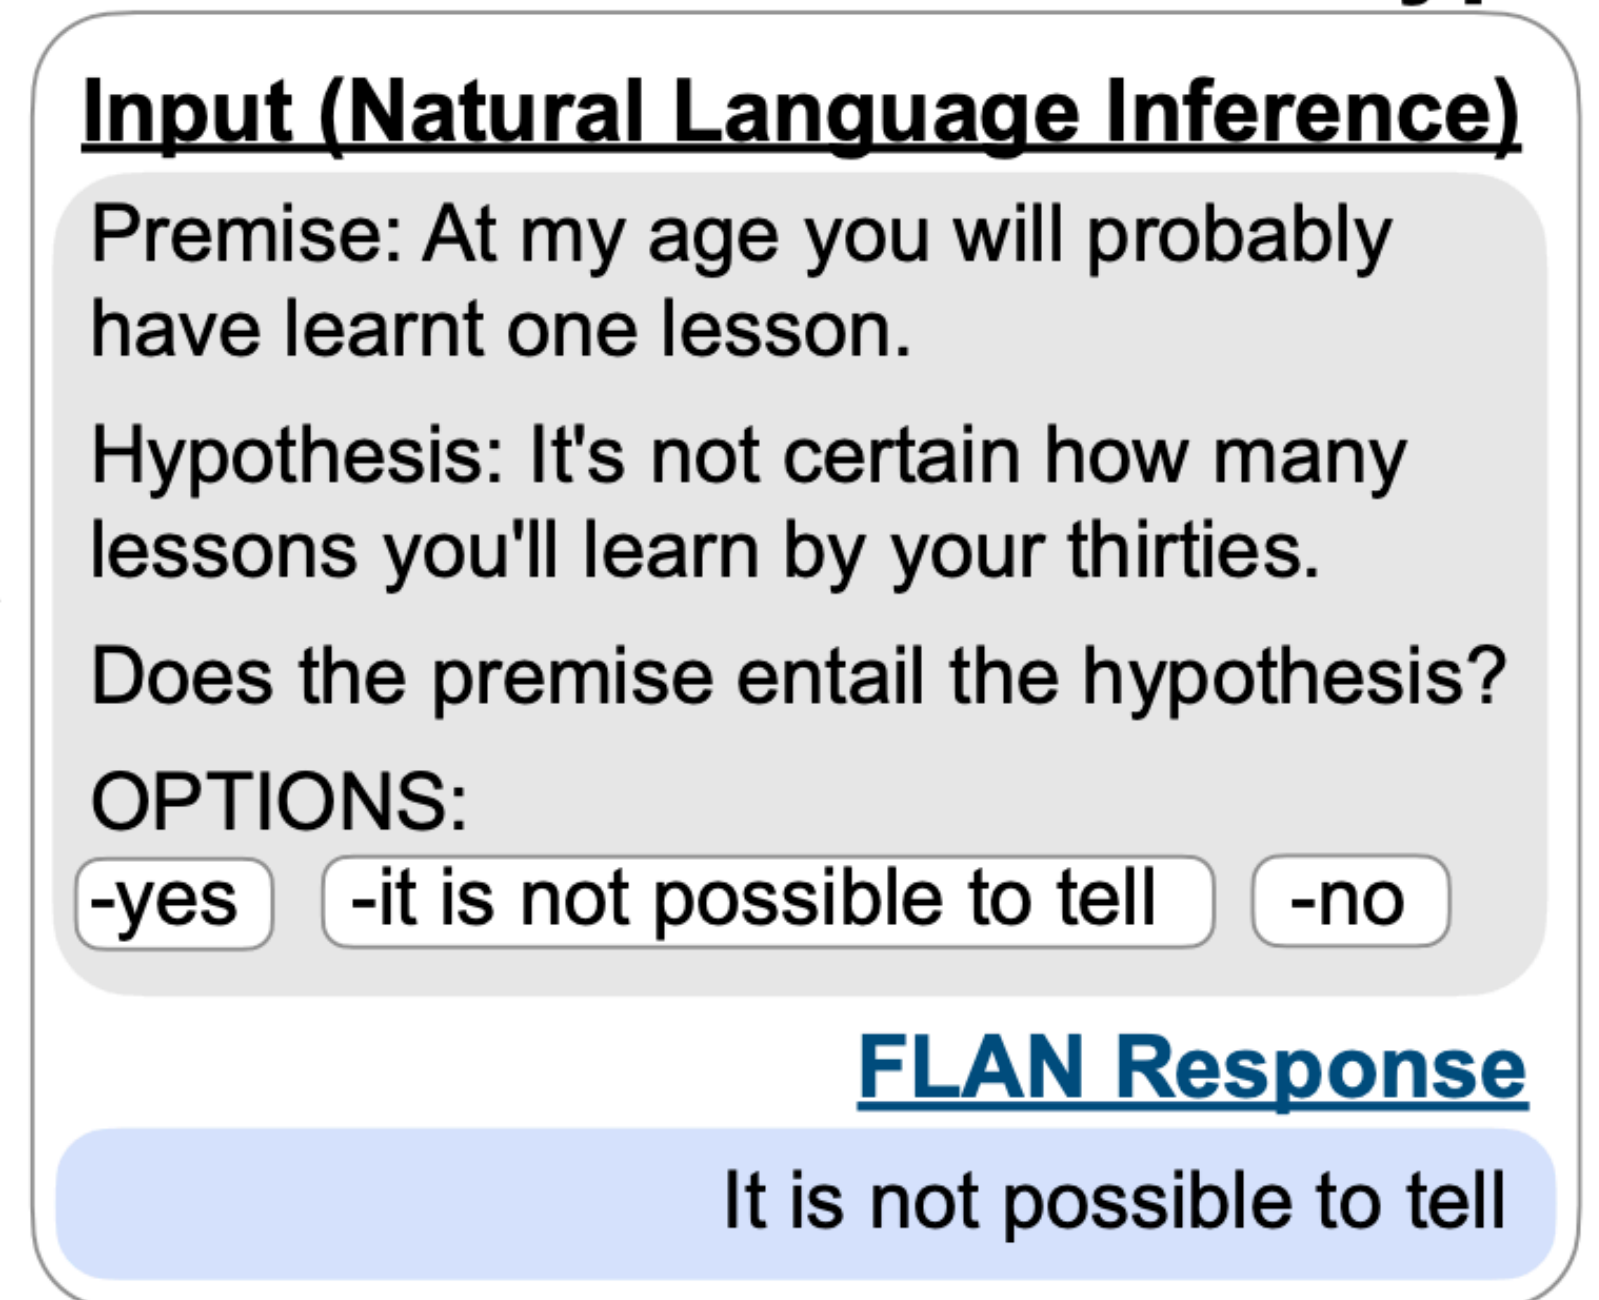 Input (Natural Language Inference)
Premise: At my age you will probably
have learnt one lesson.
Hypothesis: It's not certain how many
lessons you'll learn by your thirties.
Does the premise entail the hypothesis?
OPTIONS:
-yes -it is not possible to tell -no
FLAN Response
It is not possible to tell